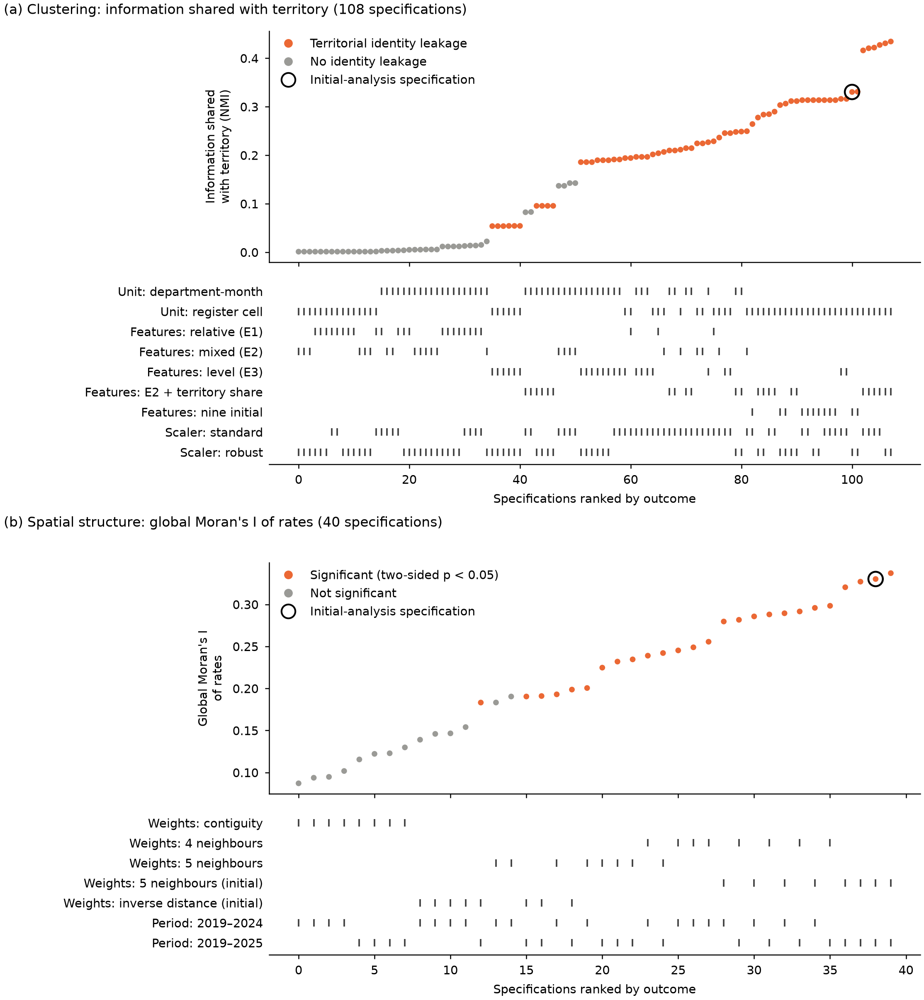 (a) Clustering: information shared with territory (108 specifications)
Territorial identity leakage
No identity leakage
Initial-analysis specification
0.4
0.3
0.2
0.1
0.0
Information shared
with territory (NMI)
Unit: department-month
Unit: register cell
Features: relative (E1)
Features: mixed (E2)
Features: level (E3)
Features: E2 + territory share
Features: nine initial
Scaler: standard
Scaler: robust
0 20 40 60 80 100
Specifications ranked by outcome
(b) Spatial structure: global Moran's I of rates (40 specifications)
Significant (two-sided p < 0.05)
Not significant
Initial-analysis specification
0.30
0.25
0.20
0.15
0.10
Global Moran's I
of rates
Weights: contiguity
Weights: 4 neighbours
Weights: 5 neighbours
Weights: 5 neighbours (initial)
Weights: inverse distance (initial)
Period: 2019–2024
Period: 2019–2025
0 5 10 15 20 25 30 35 40
Specifications ranked by outcome